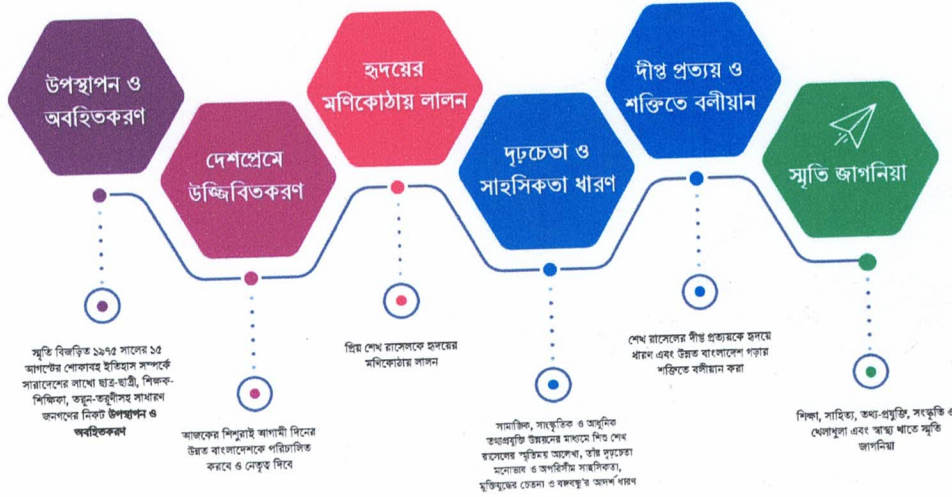 উপস্থাপন ও
অবহিতকরণ
দেশপ্রেমে
উজ্জিবিতকরণ
হৃদয়ের
মণিকোঠায় লালন
দৃঢ়চেতা ও
সাহসিকতা ধারণ
দীপ্ত প্রত্যয় ও
শক্তিতে বলীয়ান
স্মৃতি জাগনিয়া
স্মৃতি বিজড়িত ১৯৭৫ সালের ১৫
আগস্টের শোকাবহ ইতিহাস সম্পর্কে
সারাদেশের লাখো ছাত্র-ছাত্রী, শিক্ষক-
শিক্ষিকা, তরুন-তরুণীসহ সাধারণ
জনগণের নিকট উপস্থাপন ও
অবহিতকরণ
আজকের শিশুরাই আগামী দিনের
উন্নত বাংলাদেশকে পরিচালিত
করবে ও নেতৃত্ব দিবে
প্রিয় শেখ রাসেলকে হৃদয়ের
মণিকোঠায় লালন
সামাজিক, সাংস্কৃতিক ও আধুনিক
তথ্যপ্রযুক্তি উন্নয়নের মাধ্যমে শিশু শেখ
রাসেলের স্মৃতিময় আলেখ্য, তাঁর দৃঢ়চেতা
মনোভাব ও অপরিসীম সাহসিকতা,
মুক্তিযুদ্ধের চেতনা ও বঙ্গবন্ধু'র আদর্শ ধারণ
শেখ রাসেলের দীপ্ত প্রত্যয়কে হৃদয়ে
ধারণ এবং উন্নত বাংলাদেশ গড়ার
শক্তিতে বলীয়ান করা
শিক্ষা, সাহিত্য, তথ্য-প্রযুক্তি, সংস্কৃতি ও
খেলাধুলা এবং স্বাস্থ্য খাতে স্মৃতি
জাগনিয়া